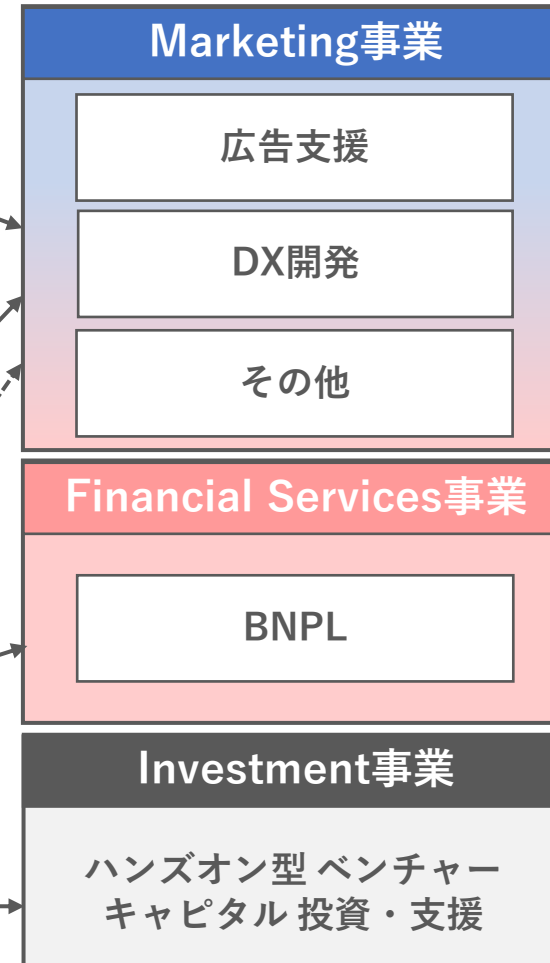 Marketing事業
広告支援
DX開発
その他
Financial Services事業
BNPL
Investment事業
ハンズオン型 ベンチャー
キャピタル 投資・支援